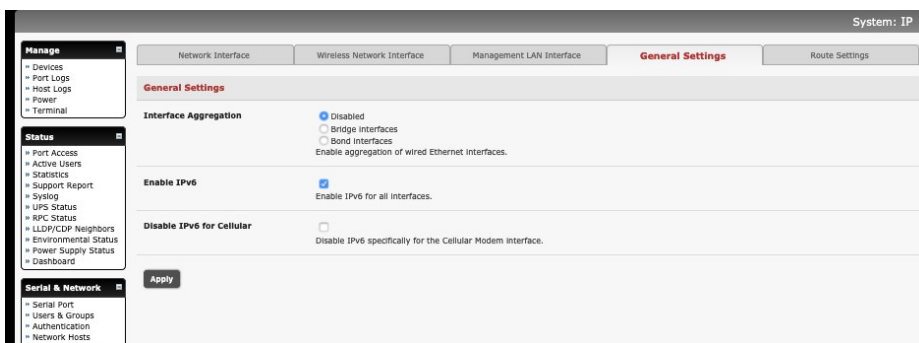 System: IP
Manage
Devices
Port Logs
Host Logs
Power
Terminal
Status
Port Access
Active Users
Statistics
Support Report
Syslog
UPS Status
RPC Status
LLDP/CDP Neighbors
Environmental Status
Power Supply Status
Dashboard
Serial & Network
Serial Port
Users & Groups
Authentication
Network Hosts
Network Interface
Wireless Network Interface
Management LAN Interface
General Settings
Route Settings
General Settings
Interface Aggregation
Disabled
Bridge interfaces
Bond interfaces
Enable aggregation of wired Ethernet interfaces.
Enable IPv6
Enable IPv6 for all interfaces.
Disable IPv6 for Cellular
Disable IPv6 specifically for the Cellular Modem interface.
Apply